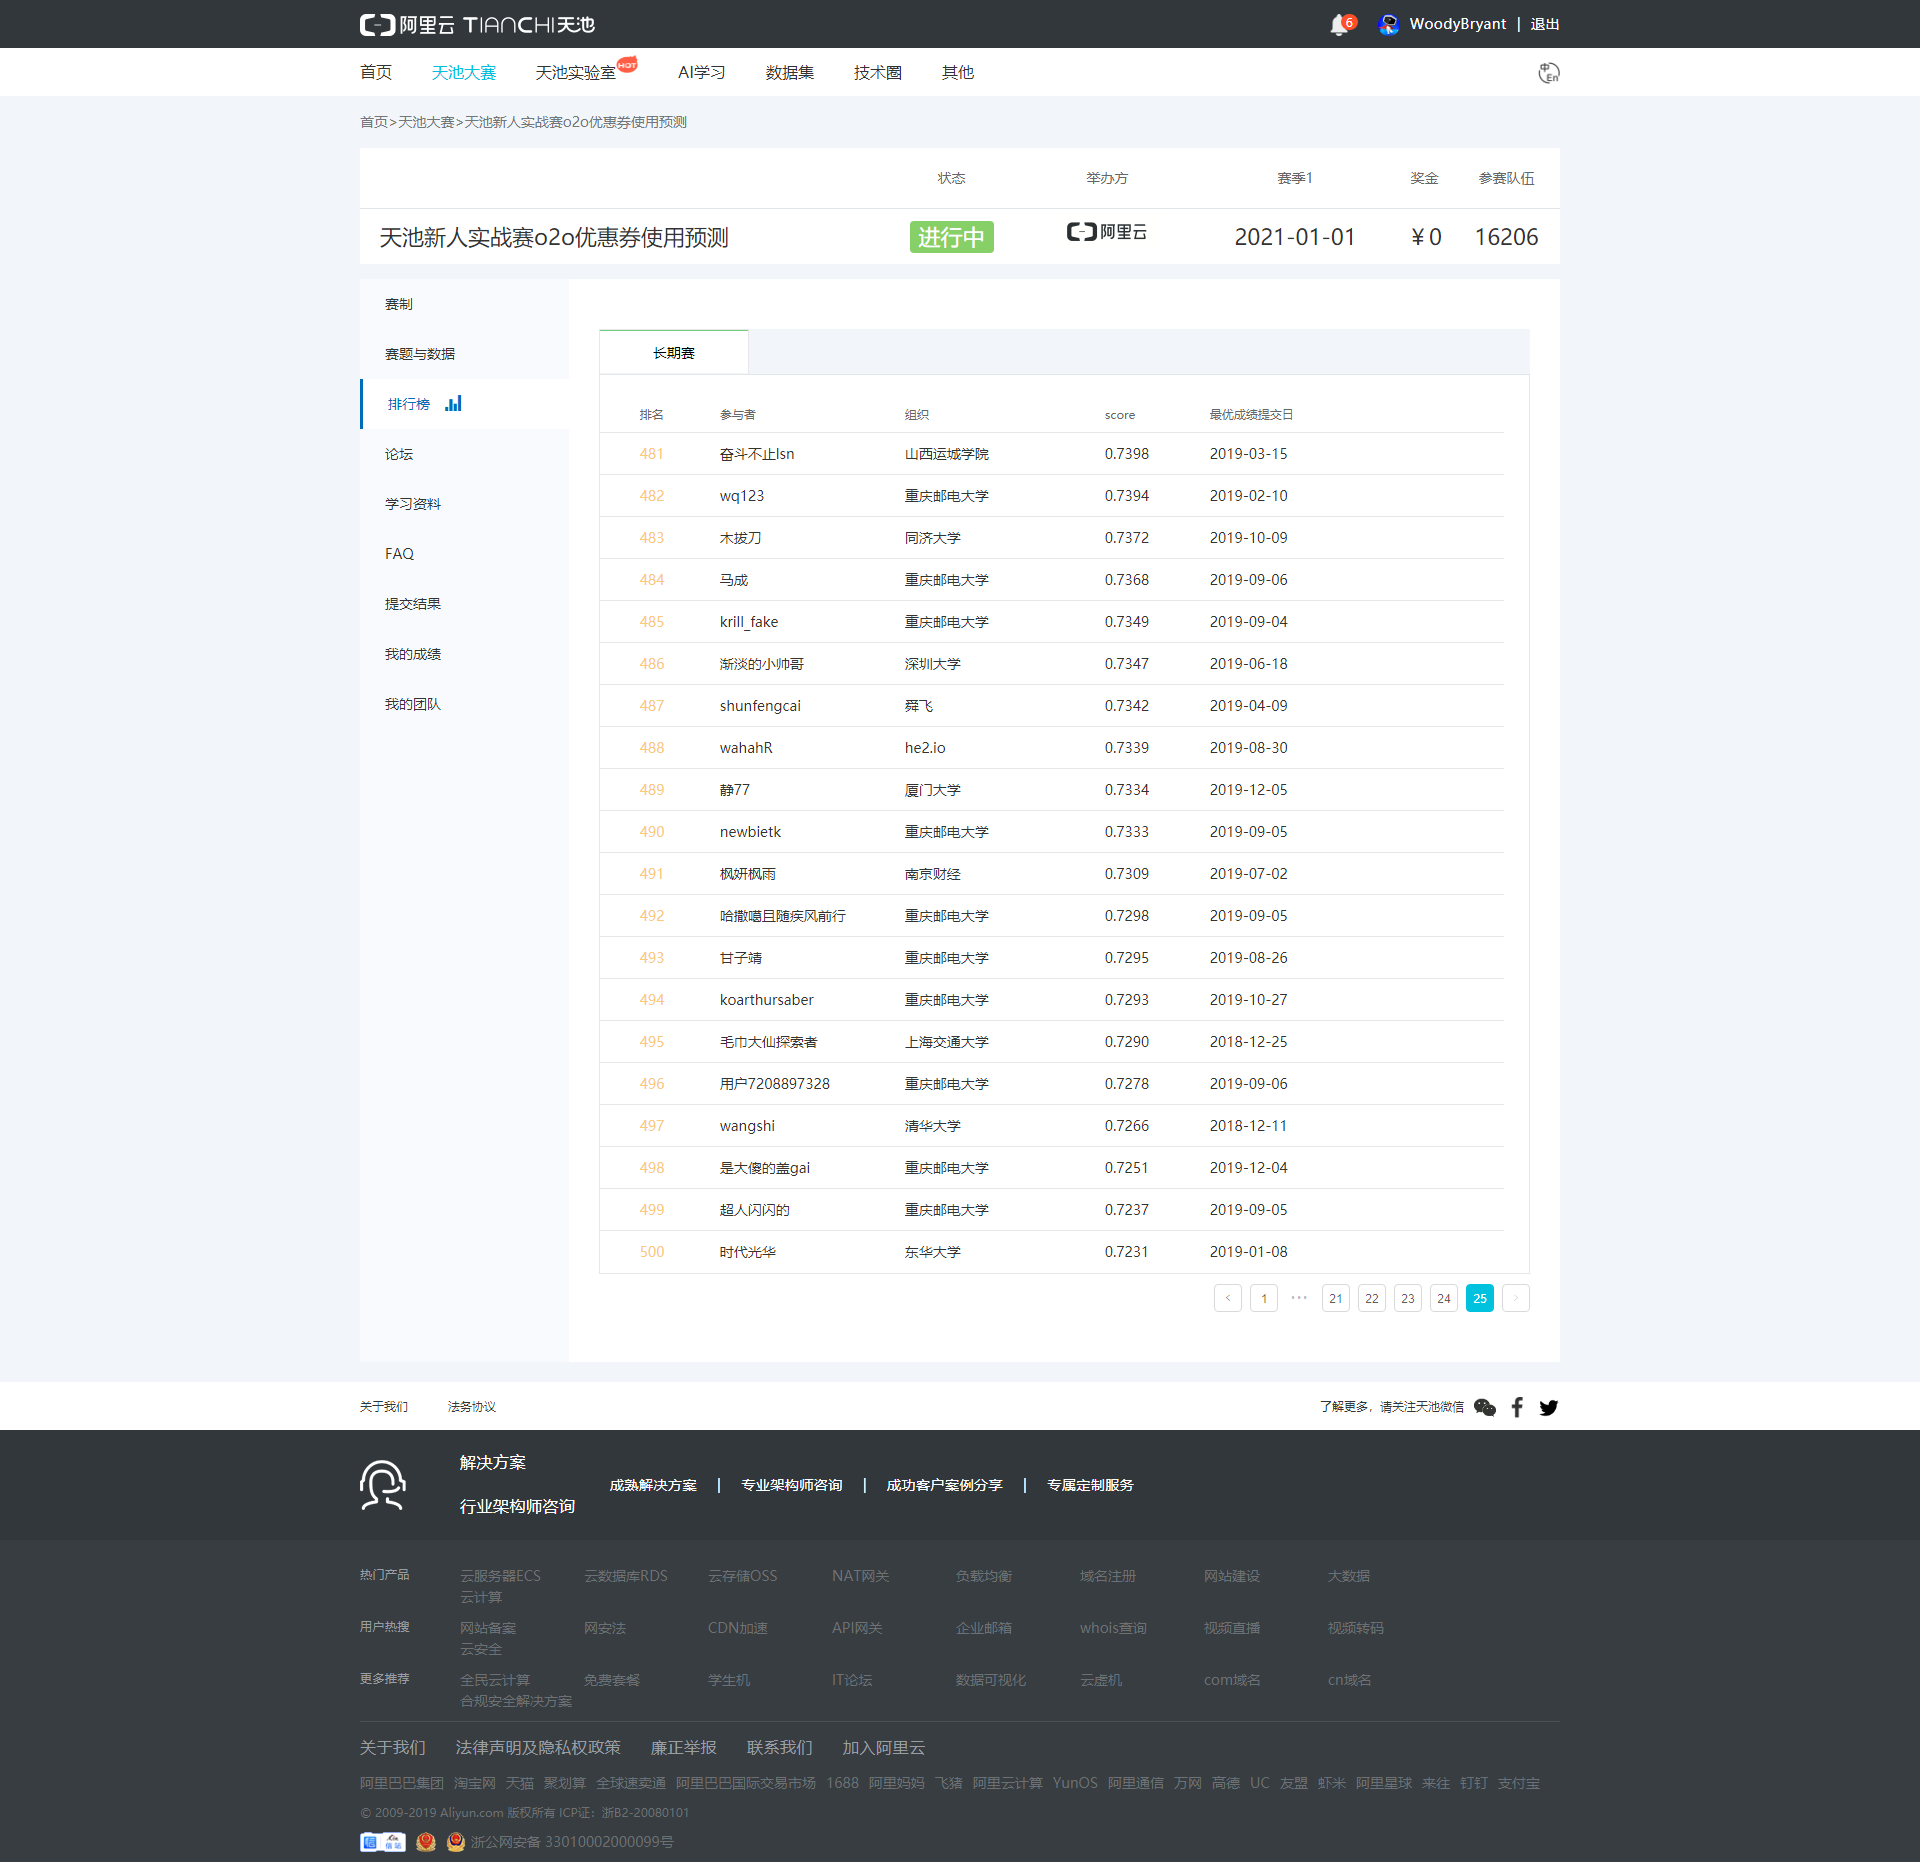 阿里云 TIANCHI天池 6 WoodyBryant | 退出
首页 天池大赛 天池实验室 HOT AI学习 数据集 技术圈 其他 中 En
首页>天池大赛>天池新人实战赛o2o优惠券使用预测
状态 举办方 赛季1 奖金 参赛队伍
天池新人实战赛o2o优惠券使用预测 进行中 阿里云 2021-01-01 ¥0 16206
赛制
赛题与数据
排行榜
论坛
学习资料
FAQ
提交结果
我的成绩
我的团队
长期赛
排名 参与者 组织 score 最优成绩提交日
481 奋斗不止lsn 山西运城学院 0.7398 2019-03-15
482 wq123 重庆邮电大学 0.7394 2019-02-10
483 木拔刀 同济大学 0.7372 2019-10-09
484 马成 重庆邮电大学 0.7368 2019-09-06
485 krill_fake 重庆邮电大学 0.7349 2019-09-04
486 渐淡的小帅哥 深圳大学 0.7347 2019-06-18
487 shunfengcai 舜飞 0.7342 2019-04-09
488 wahahR he2.io 0.7339 2019-08-30
489 静77 厦门大学 0.7334 2019-12-05
490 newbietk 重庆邮电大学 0.7333 2019-09-05
491 枫妍枫雨 南京财经 0.7309 2019-07-02
492 哈撒噶且随疾风前行 重庆邮电大学 0.7298 2019-09-05
493 甘子靖 重庆邮电大学 0.7295 2019-08-26
494 koarthursaber 重庆邮电大学 0.7293 2019-10-27
495 毛巾大仙探索者 上海交通大学 0.7290 2018-12-25
496 用户7208897328 重庆邮电大学 0.7278 2019-09-06
497 wangshi 清华大学 0.7266 2018-12-11
498 是大傻的盖gai 重庆邮电大学 0.7251 2019-12-04
499 超人闪闪的 重庆邮电大学 0.7237 2019-09-05
500 时代光华 东华大学 0.7231 2019-01-08
< 1 ••• 21 22 23 24 25 >
关于我们 法务协议 了解更多，请关注天池微信
解决方案
行业架构师咨询
成熟解决方案 | 专业架构师咨询 | 成功客户案例分享 | 专属定制服务
热门产品 云服务器ECS 云数据库RDS 云存储OSS NAT网关 负载均衡 域名注册 网站建设 大数据
云计算
用户热搜 网站备案 网安法 CDN加速 API网关 企业邮箱 whois查询 视频直播 视频转码
云安全
更多推荐 全民云计算 免费套餐 学生机 IT论坛 数据可视化 云虚机 com域名 cn域名
合规安全解决方案
关于我们 法律声明及隐私权政策 廉正举报 联系我们 加入阿里云
阿里巴巴集团 淘宝网 天猫 聚划算 全球速卖通 阿里巴巴国际交易市场 1688 阿里妈妈 飞猪 阿里云计算 YunOS 阿里通信 万网 高德 UC 友盟 虾米 阿里星球 来往 钉钉 支付宝
© 2009-2019 Aliyun.com 版权所有 ICP证：浙B2-20080101
浙公网安备 33010002000099号